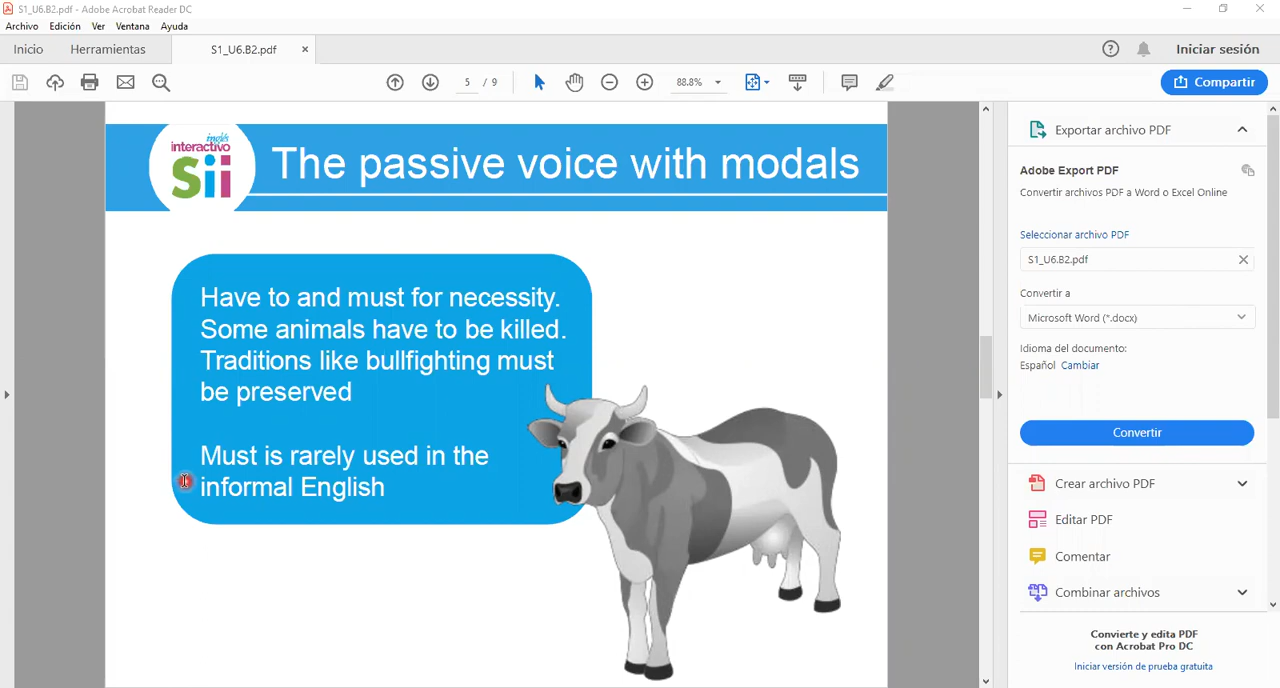 S1_U6.B2.pdf - Adobe Acrobat Reader DC
Archivo Edición Ver Ventana Ayuda
Inicio Herramientas S1_U6.B2.pdf × Iniciar sesión
5 / 9 88.8% Compartir
inglés
interactivo
Sii
The passive voice with modals
Have to and must for necessity.
Some animals have to be killed.
Traditions like bullfighting must
be preserved
Must is rarely used in the
informal English
Exportar archivo PDF
Adobe Export PDF
Convertir archivos PDF a Word o Excel Online
Seleccionar archivo PDF
S1_U6.B2.pdf
Convertir a
Microsoft Word (*.docx)
Idioma del documento:
Español Cambiar
Convertir
Crear archivo PDF
Editar PDF
Comentar
Combinar archivos
Convierte y edita PDF
con Acrobat Pro DC
Iniciar versión de prueba gratuita